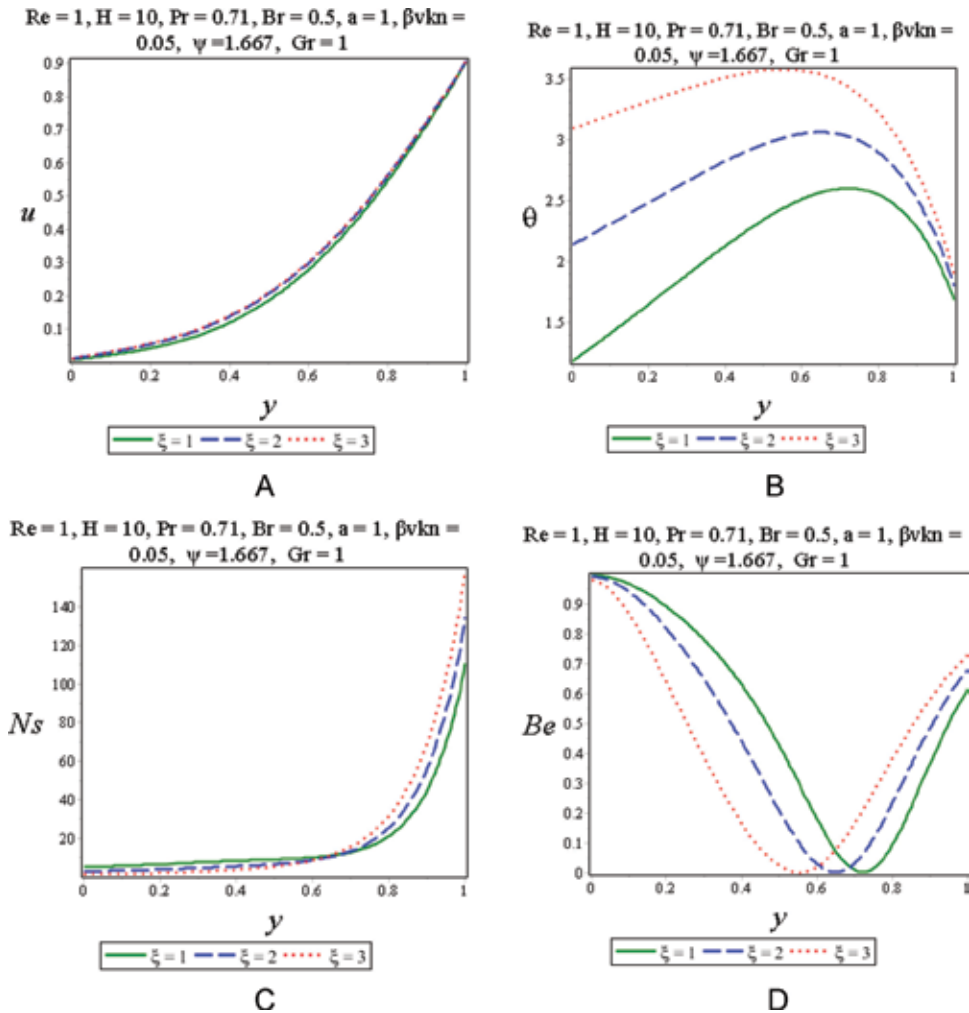 Re = 1, H = 10, Pr = 0.71, Br = 0.5, a = 1, βvkn =
0.05, ψ =1.667, Gr = 1
0.9
0.8
0.7
0.6
0.5
0.4
0.3
0.2
0.1
u
0 0.2 0.4 0.6 0.8 1
y
ξ = 1 ξ = 2 ξ = 3
A
Re = 1, H = 10, Pr = 0.71, Br = 0.5, a = 1, βvkn =
0.05, ψ =1.667, Gr = 1
3.5
3
2.5
2
1.5
θ
0 0.2 0.4 0.6 0.8 1
y
ξ = 1 ξ = 2 ξ = 3
B
Re = 1, H = 10, Pr = 0.71, Br = 0.5, a = 1, βvkn =
0.05, ψ =1.667, Gr = 1
140
120
100
80
60
40
20
Ns
0 0.2 0.4 0.6 0.8 1
y
ξ = 1 ξ = 2 ξ = 3
C
Re = 1, H = 10, Pr = 0.71, Br = 0.5, a = 1, βvkn =
0.05, ψ =1.667, Gr = 1
0.9
0.8
0.7
0.6
0.5
0.4
0.3
0.2
0.1
0
Be
0 0.2 0.4 0.6 0.8 1
y
ξ = 1 ξ = 2 ξ = 3
D